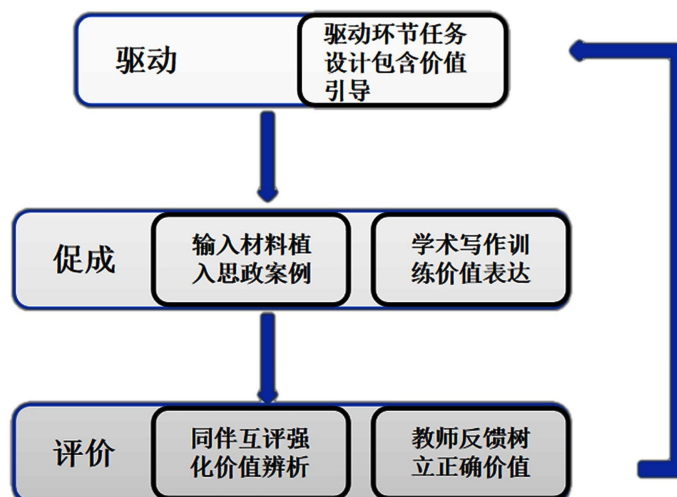 驱动
驱动环节任务
设计包含价值
引导
促成
输入材料植
入思政案例
学术写作训
练价值表达
评价
同伴互评强
化价值辨析
教师反馈树
立正确价值